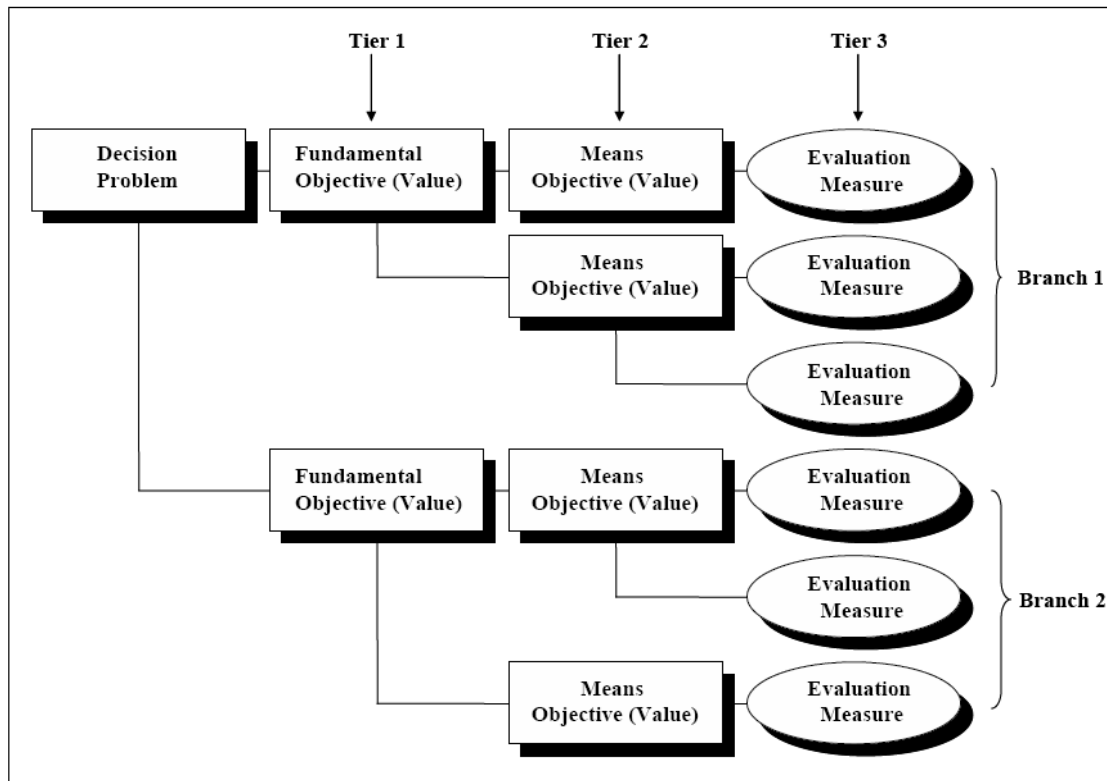 Tier 1
Tier 2
Tier 3
Decision
Problem
Fundamental
Objective (Value)
Means
Objective (Value)
Evaluation
Measure
Means
Objective (Value)
Evaluation
Measure
Branch 1
Evaluation
Measure
Fundamental
Objective (Value)
Means
Objective (Value)
Evaluation
Measure
Evaluation
Measure
Branch 2
Means
Objective (Value)
Evaluation
Measure